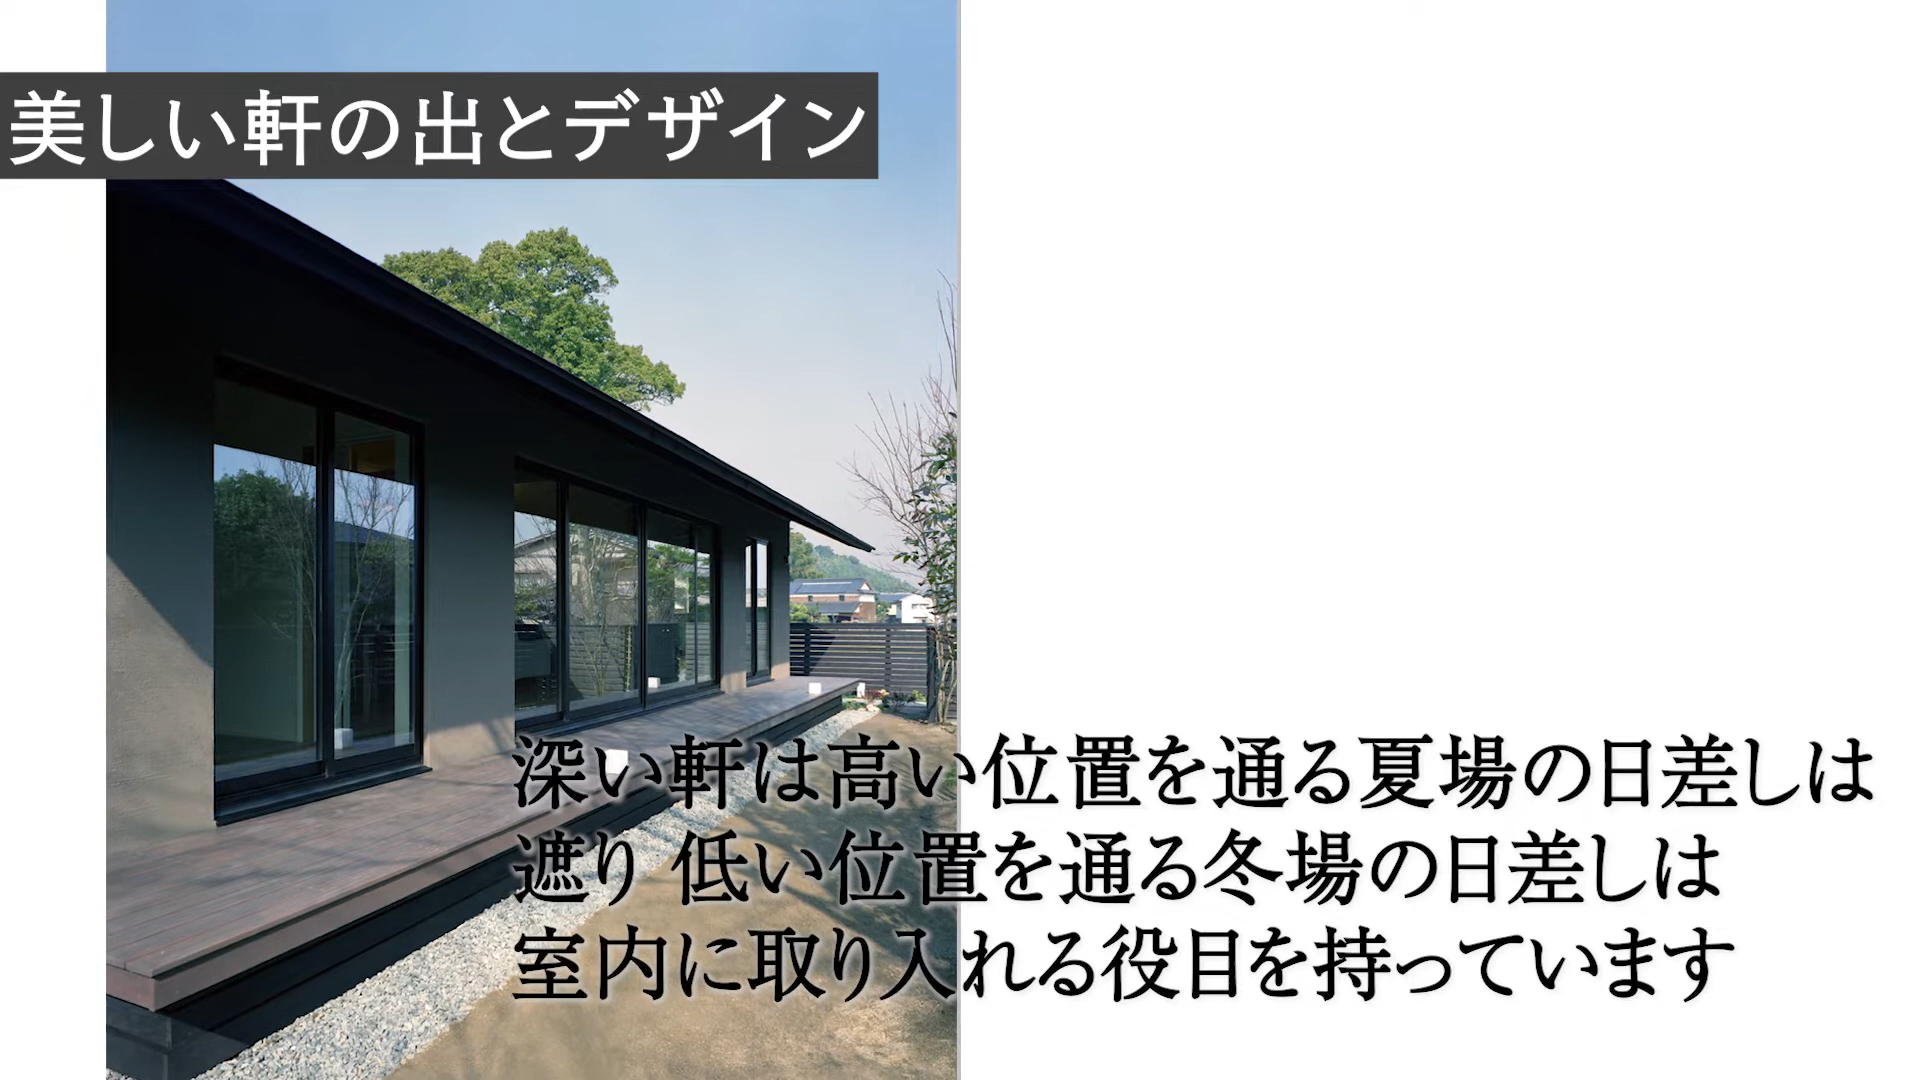 美しい軒の出とデザイン
深い軒は高い位置を通る夏場の日差しは
遮り 低い位置を通る冬場の日差しは
室内に取り入れる役目を持っています